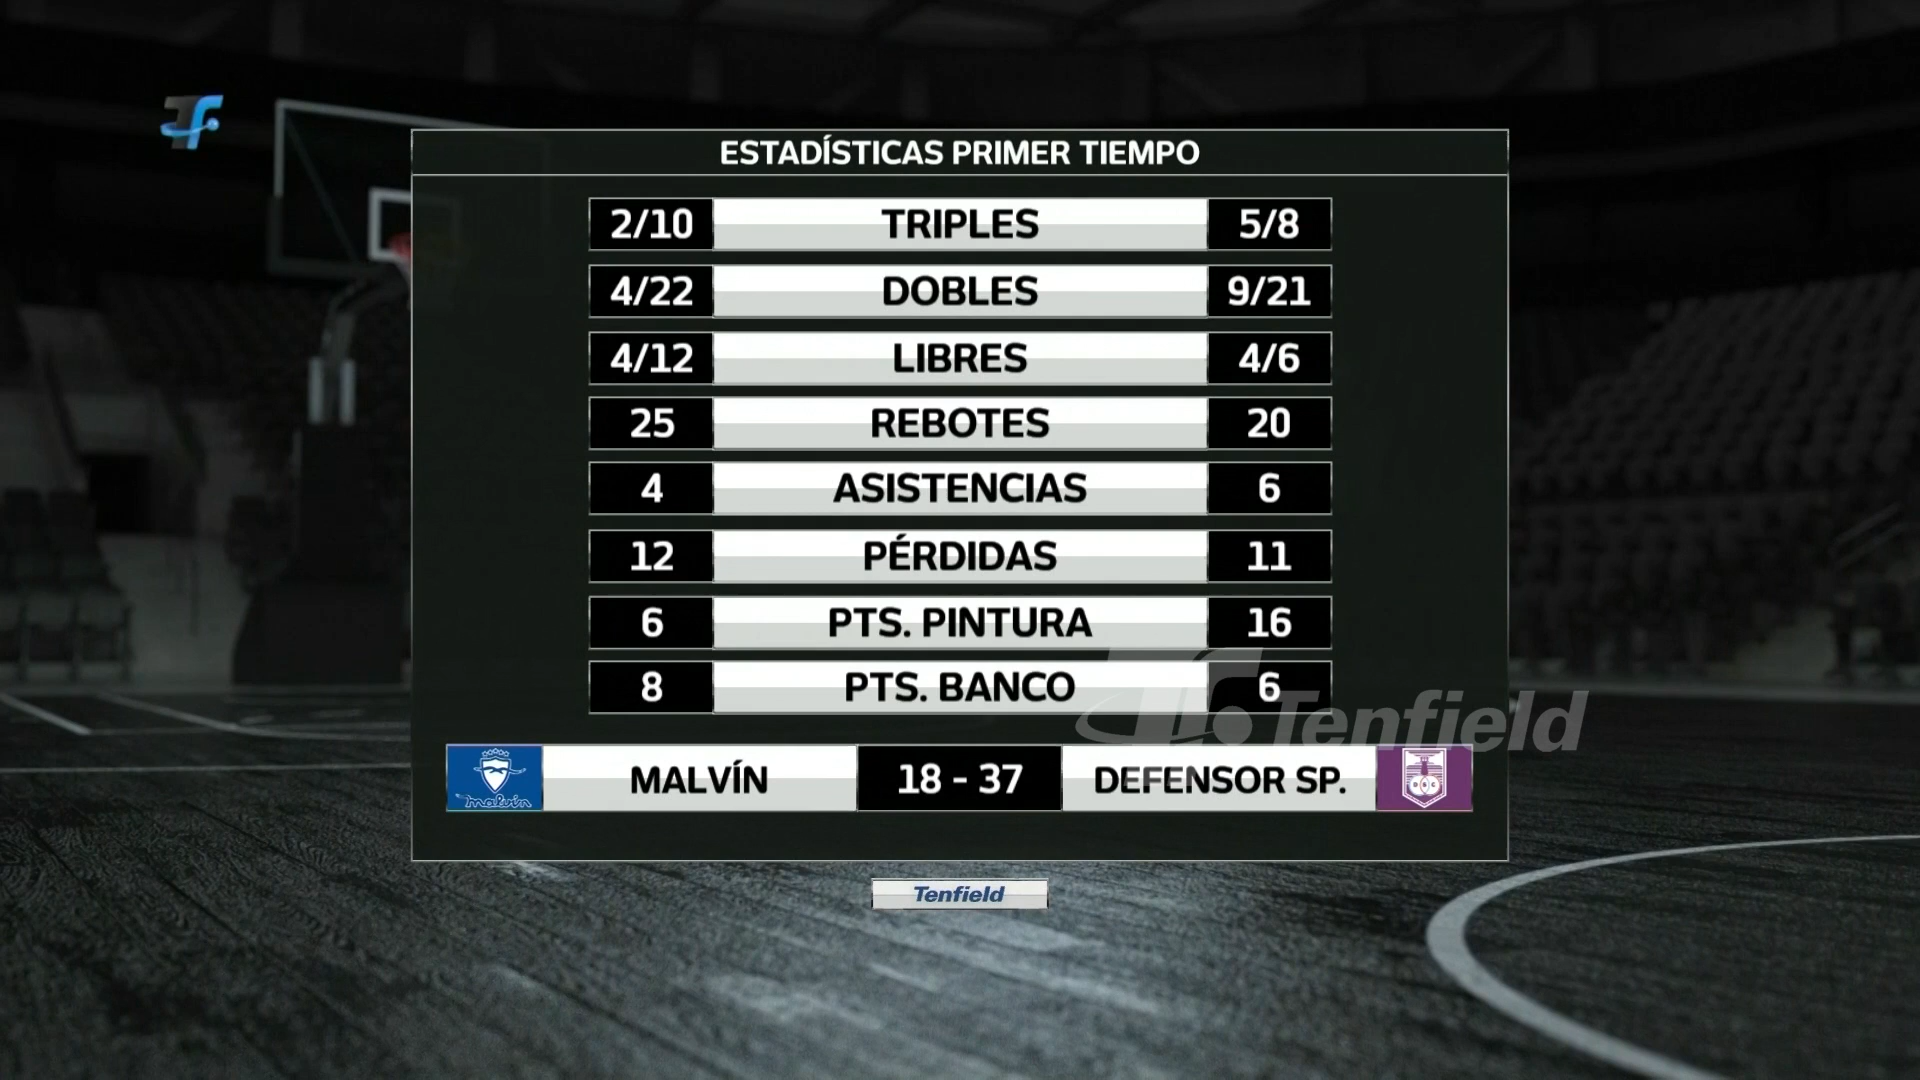 ESTADÍSTICAS PRIMER TIEMPO
2/10 TRIPLES 5/8
4/22 DOBLES 9/21
4/12 LIBRES 4/6
25 REBOTES 20
4 ASISTENCIAS 6
12 PÉRDIDAS 11
6 PTS. PINTURA 16
8 PTS. BANCO 6
Tenfield
malvín MALVÍN 18 - 37 DEFENSOR SP.
Tenfield